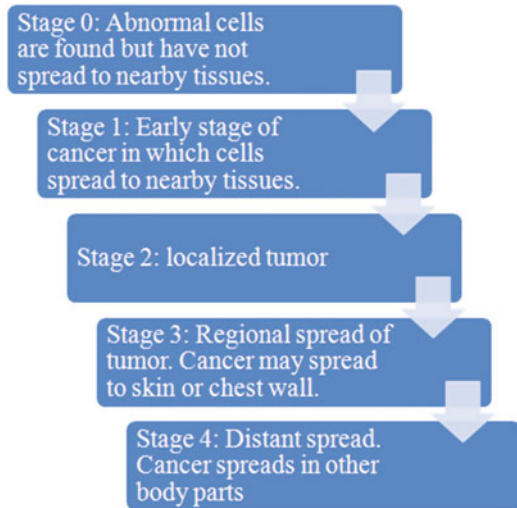 Stage 0: Abnormal cells
are found but have not
spread to nearby tissues.
Stage 1: Early stage of
cancer in which cells
spread to nearby tissues.
Stage 2: localized tumor
Stage 3: Regional spread of
tumor. Cancer may spread
to skin or chest wall.
Stage 4: Distant spread.
Cancer spreads in other
body parts